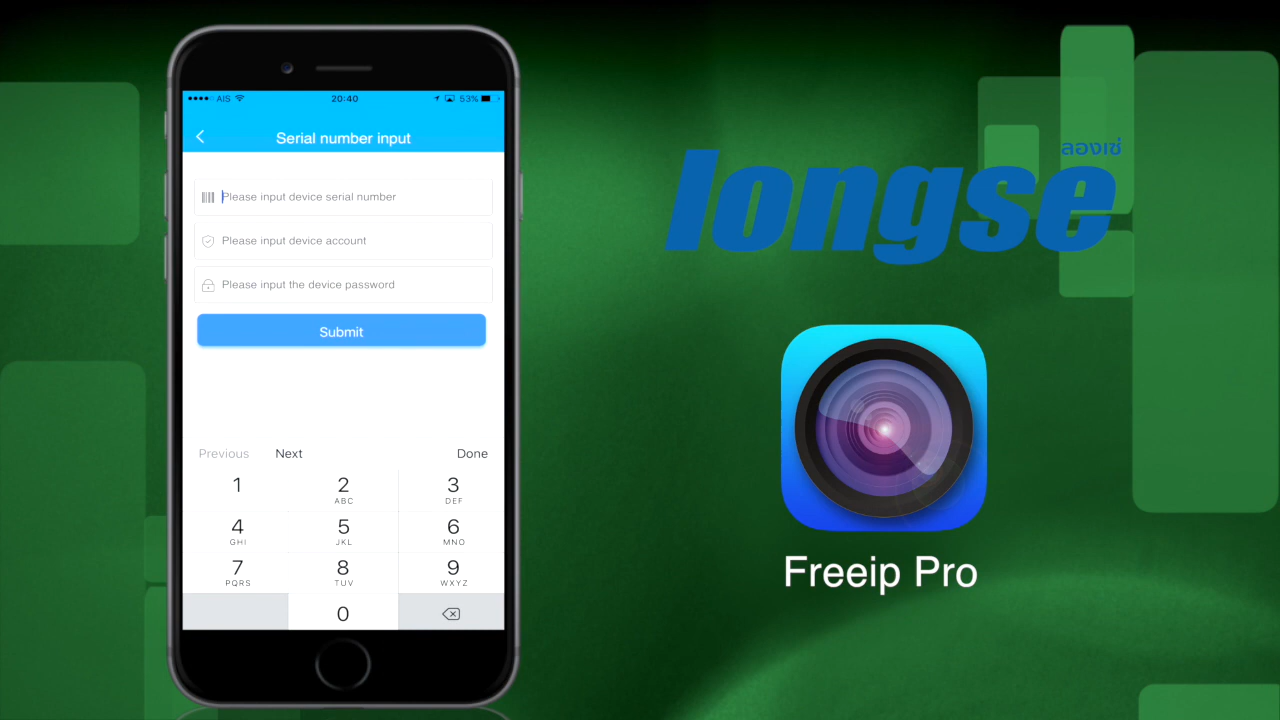 AIS 20:40 53%
Serial number input
Please input device serial number
Please input device account
Please input the device password
Submit
Previous Next Done
1 2 3
ABC DEF
4 5 6
GHI JKL MNO
7 8 9
PQRS TUV WXYZ
0
ลองเซ่
longse
Freeip Pro